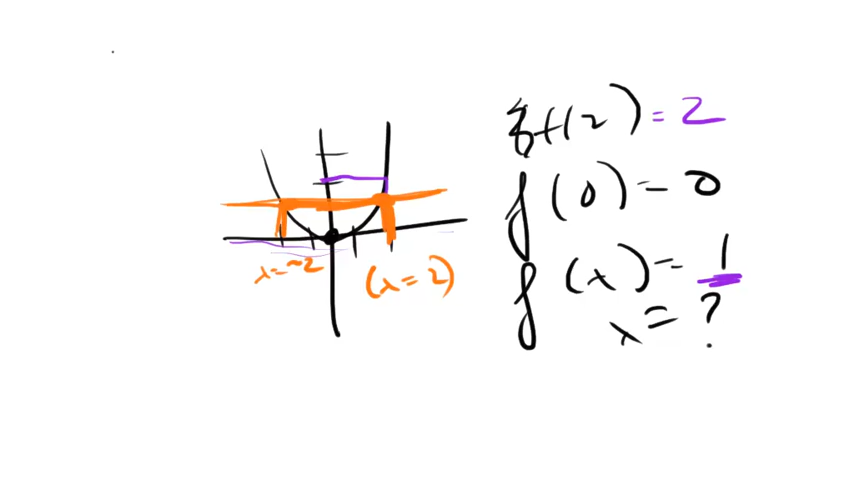 f(2) = 2
f(0) = 0
f(x) = 1
x = ?
x = -2
(x = 2)